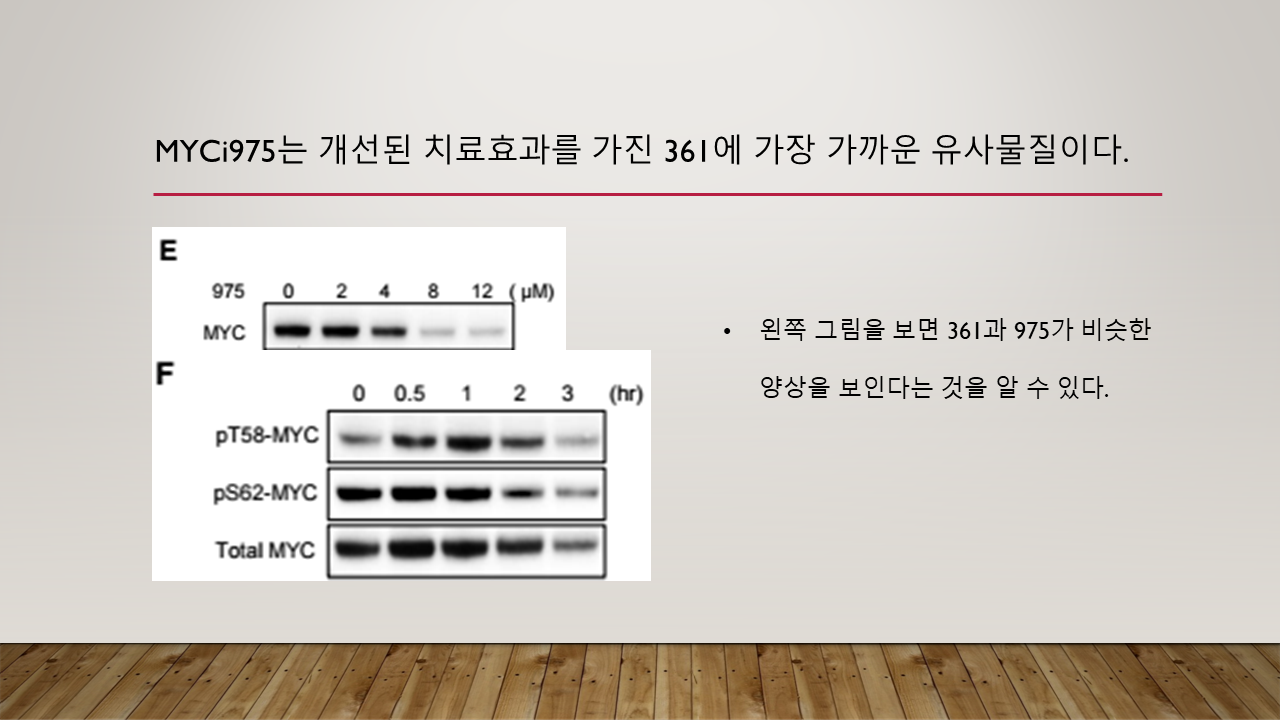 MYCi975는 개선된 치료효과를 가진 361에 가장 가까운 유사물질이다.
E
975 0 2 4 8 12 ( µM)
MYC
F
0 0.5 1 2 3 (hr)
pT58-MYC
pS62-MYC
Total MYC
• 왼쪽 그림을 보면 361과 975가 비슷한
양상을 보인다는 것을 알 수 있다.